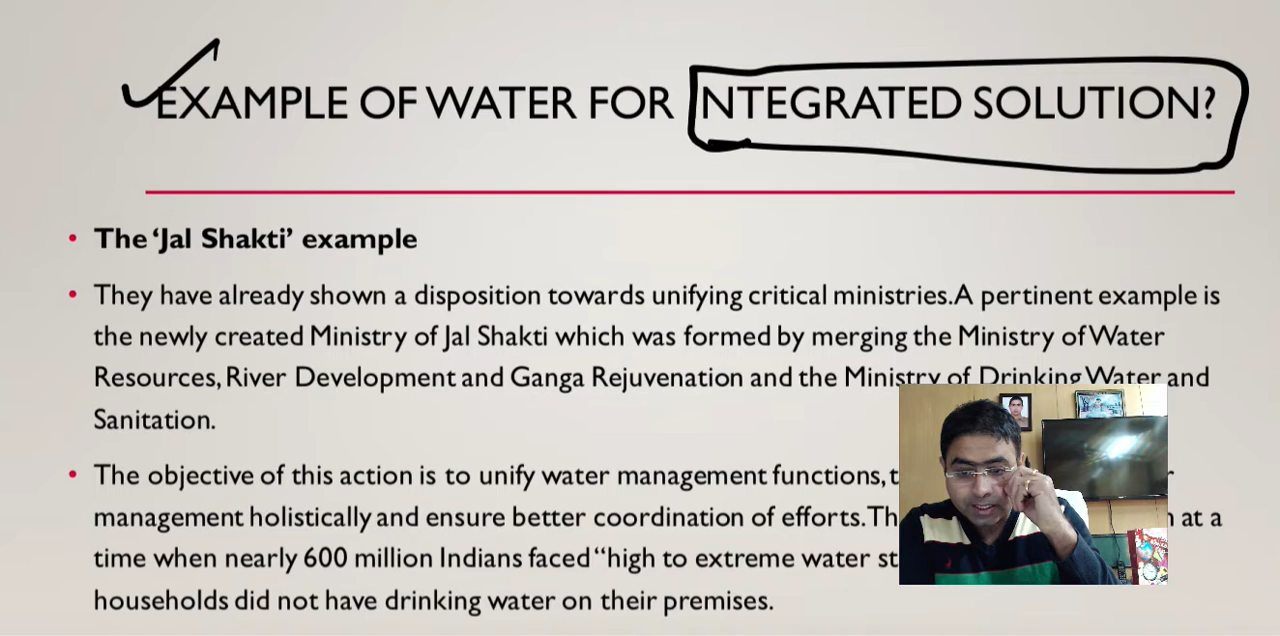 EXAMPLE OF WATER FOR NTEGRATED SOLUTION?
• The ‘Jal Shakti’ example
• They have already shown a disposition towards unifying critical ministries. A pertinent example is
the newly created Ministry of Jal Shakti which was formed by merging the Ministry of Water
Resources, River Development and Ganga Rejuvenation and the Ministry of Drinking Water and
Sanitation.
• The objective of this action is to unify water management functions,
management holistically and ensure better coordination of efforts. at a
time when nearly 600 million Indians faced “high to extreme water
households did not have drinking water on their premises.